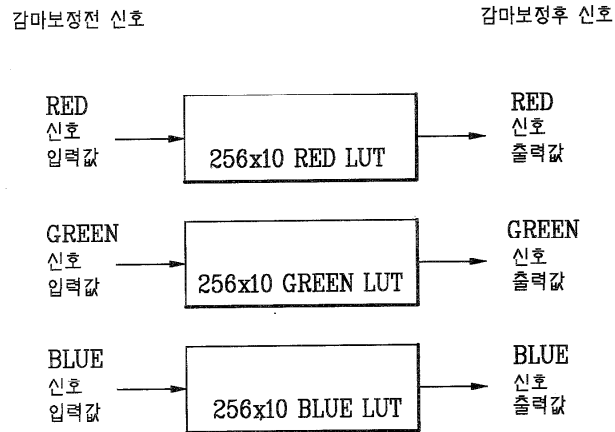 감마보정전 신호
감마보정후 신호
RED
신호
입력값
256x10 RED LUT
RED
신호
출력값
GREEN
신호
입력값
256x10 GREEN LUT
GREEN
신호
출력값
BLUE
신호
입력값
256x10 BLUE LUT
BLUE
신호
출력값